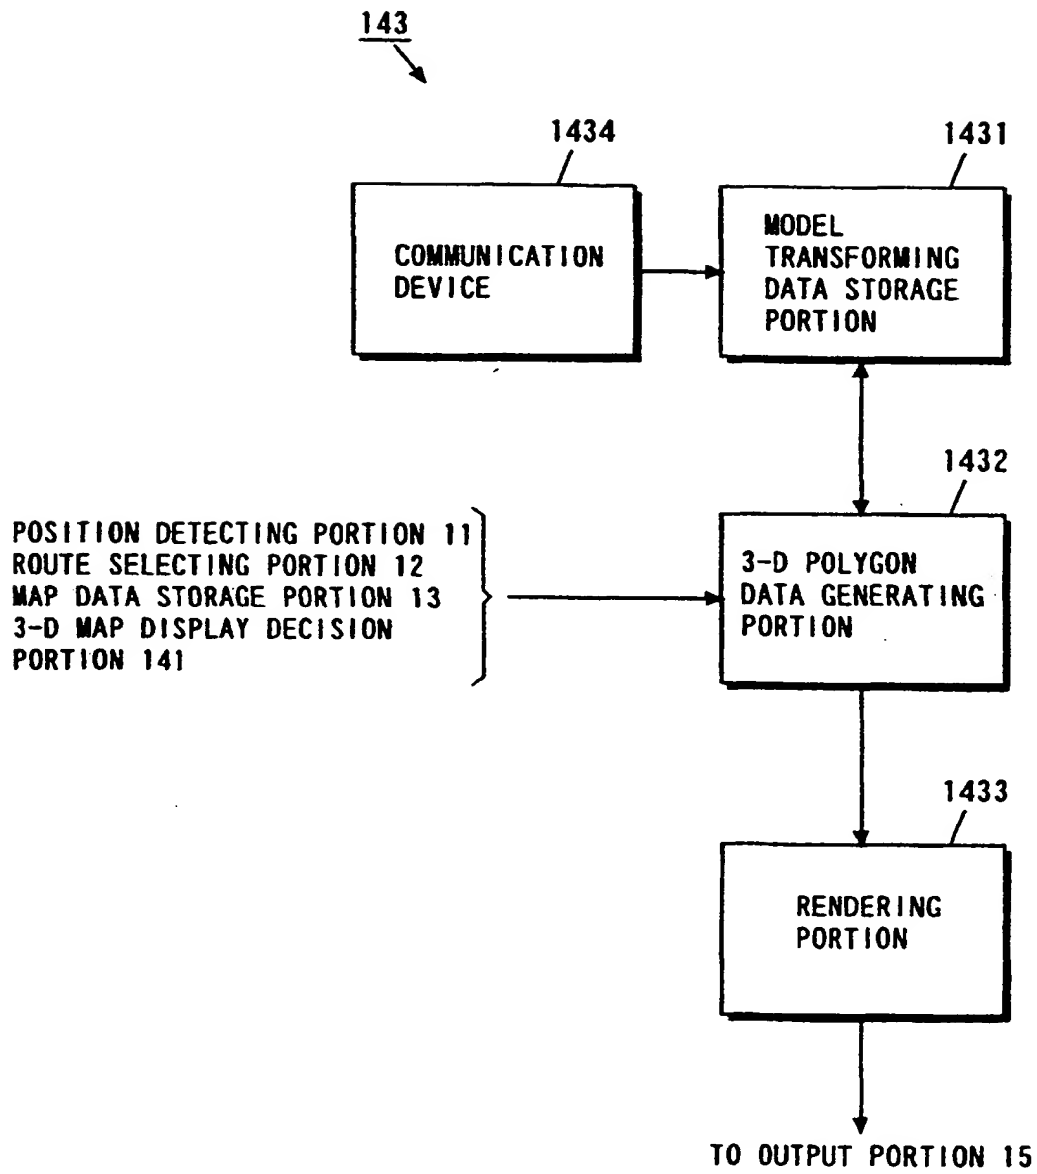 143
1434
1431
COMMUNICATION
DEVICE
MODEL
TRANSFORMING
DATA STORAGE
PORTION
1432
POSITION DETECTING PORTION 11
ROUTE SELECTING PORTION 12
MAP DATA STORAGE PORTION 13
3-D MAP DISPLAY DECISION
PORTION 141
3-D POLYGON
DATA GENERATING
PORTION
1433
RENDERING
PORTION
TO OUTPUT PORTION 15